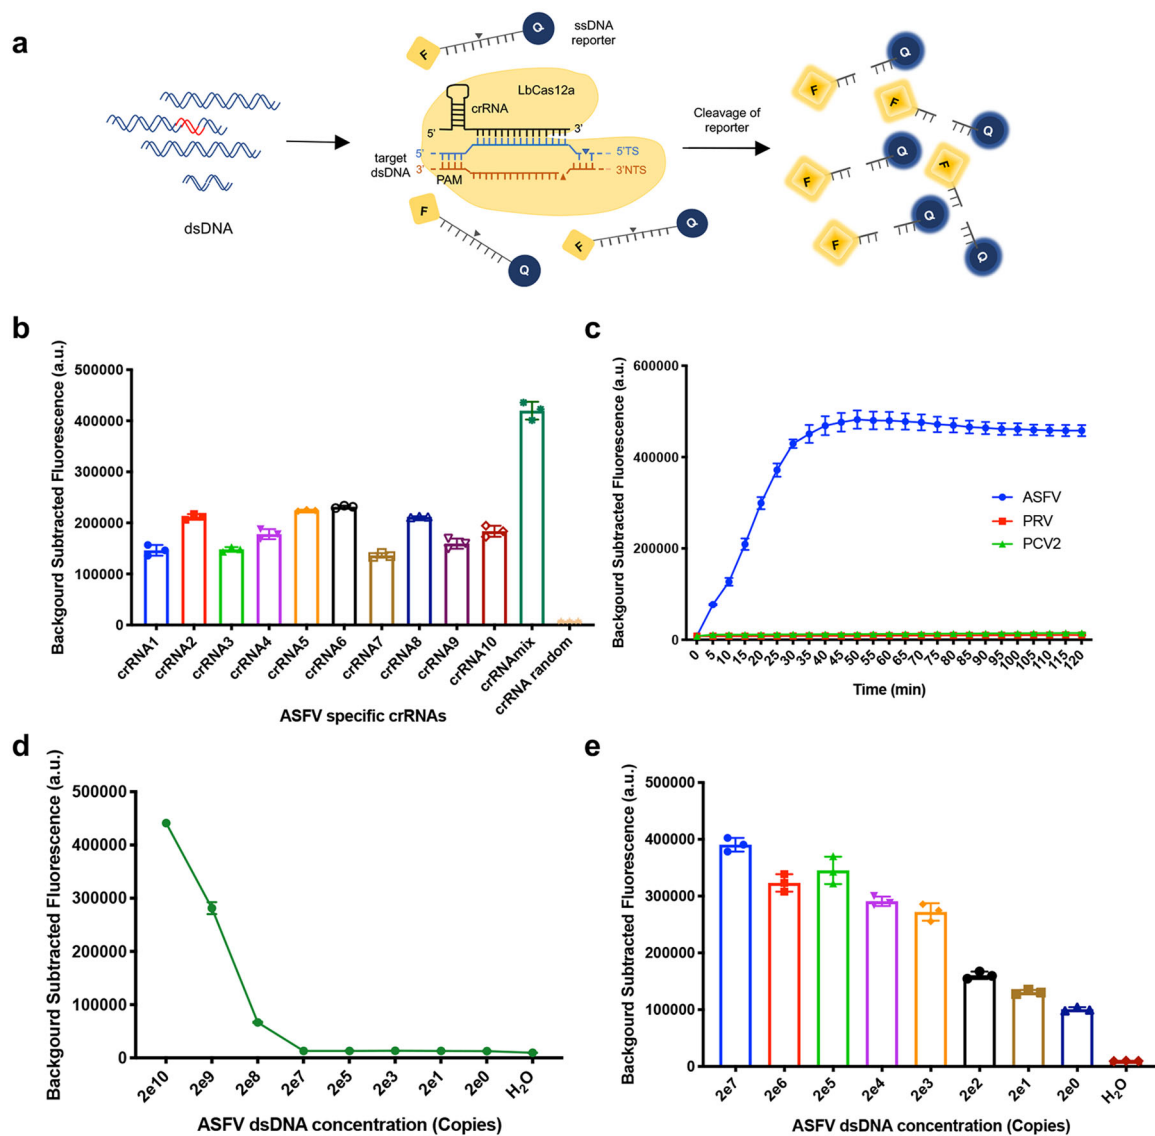 a
ssDNA
reporter
F
Q
LbCas12a
crRNA
5'
3'
Cleavage of
reporter
target
dsDNA
5'
5'TS
3'
3'NTS
PAM
dsDNA
F
Q
F
Q
F
Q
F
Q
F
Q
F
F
Q
Q
b
Backgourd Subtracted Fluorescence (a.u.)
500000
400000
300000
200000
100000
0
crRNA1
crRNA2
crRNA3
crRNA4
crRNA5
crRNA6
crRNA7
crRNA8
crRNA9
crRNA10
crRNAmix
crRNA random
ASFV specific crRNAs
c
Backgourd Subtracted Fluorescence (a.u.)
600000
400000
200000
0
ASFV
PRV
PCV2
0
5
10
15
20
25
30
35
40
45
50
55
60
65
70
75
80
85
90
95
100
105
110
115
120
Time (min)
d
Backgourd Subtracted Fluorescence (a.u.)
500000
400000
300000
200000
100000
0
2e10
2e9
2e8
2e7
2e5
2e3
2e1
2e0
H₂O
ASFV dsDNA concentration (Copies)
e
Backgourd Subtracted Fluorescence (a.u.)
500000
400000
300000
200000
100000
0
2e7
2e6
2e5
2e4
2e3
2e2
2e1
2e0
H₂O
ASFV dsDNA concentration (Copies)